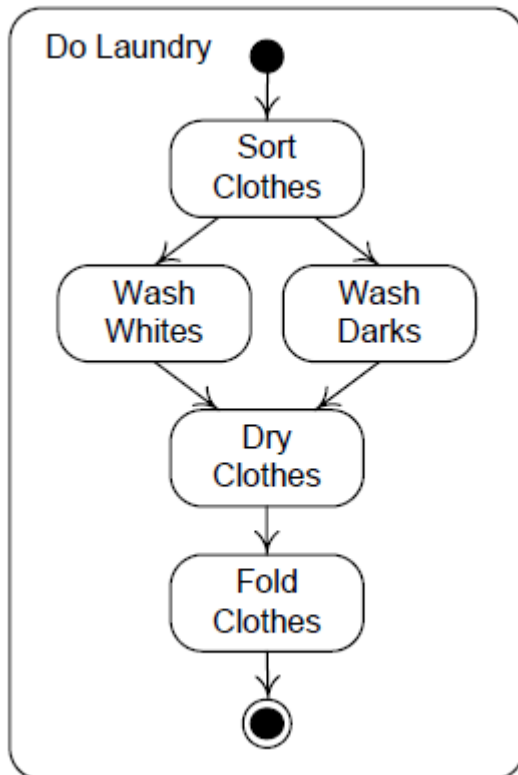 Do Laundry
Sort
Clothes
Wash
Whites
Wash
Darks
Dry
Clothes
Fold
Clothes